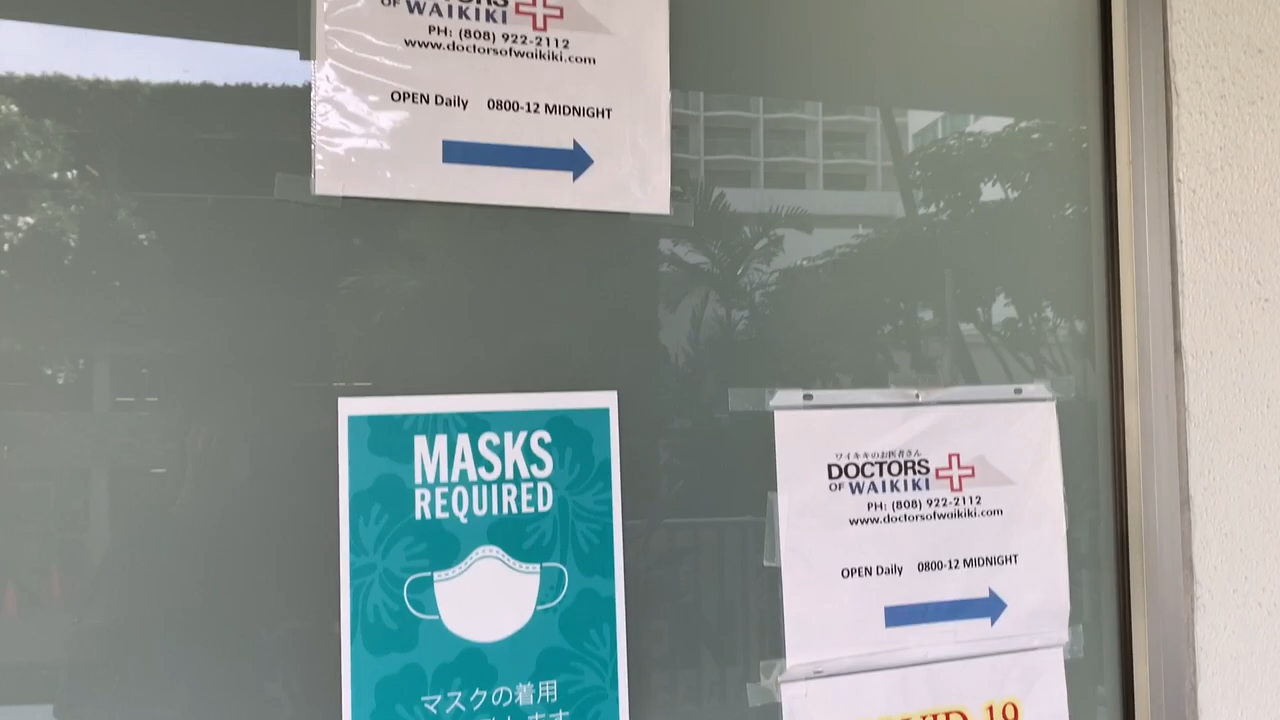 OF WAIKIKI
PH: (808) 922-2112
www.doctorsofwaikiki.com
OPEN Daily 0800-12 MIDNIGHT
MASKS
REQUIRED
マスクの着用
ワイキキのお医者さん
DOCTORS
OF WAIKIKI
PH: (808) 922-2112
www.doctorsofwaikiki.com
OPEN Daily 0800-12 MIDNIGHT